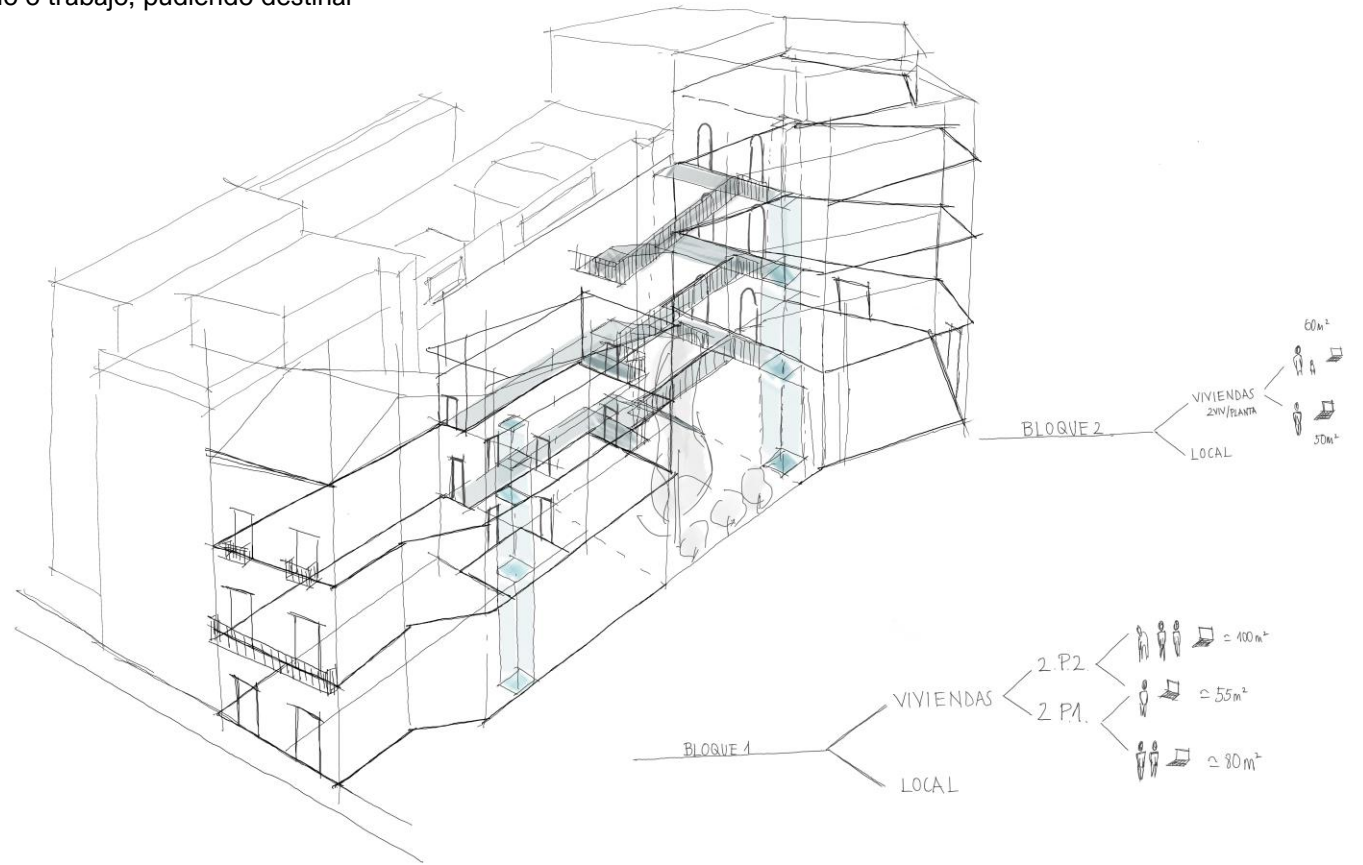 o o trabajo, pudiendo destinar
60m²
VIVIENDAS
2VIV/PLANTA
50m²
BLOQUE 2.
LOCAL
≃ 100m²
2 P.2.
VIVIENDAS
≃ 55m²
2 P.1.
BLOQUE 1
≃ 80m²
LOCAL